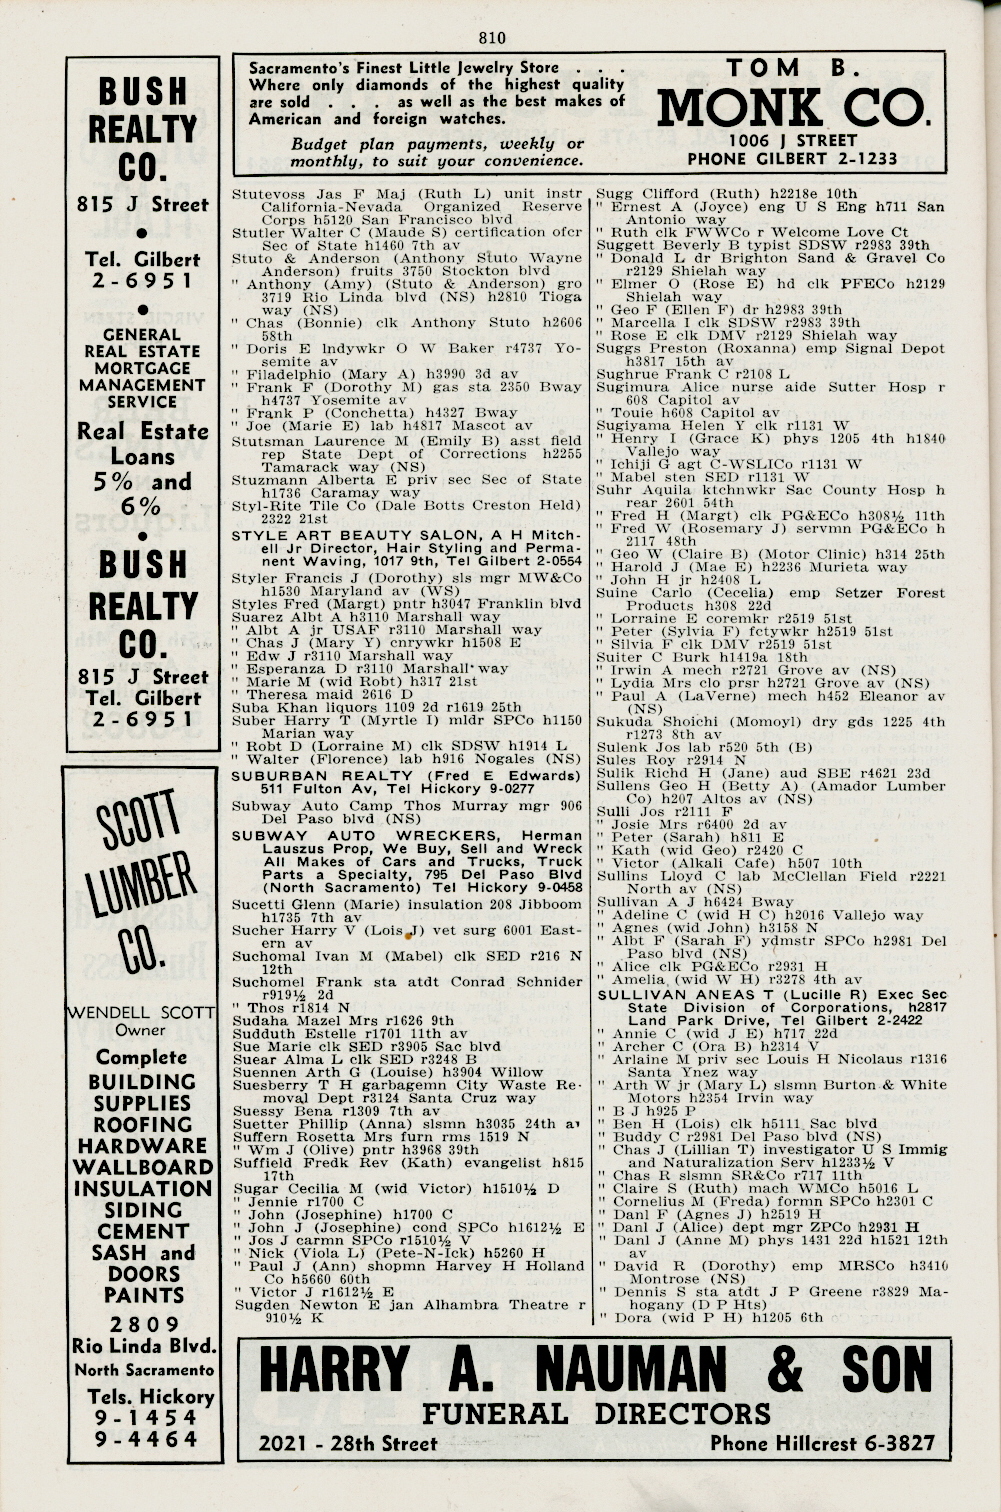 810
BUSH
REALTY
CO.
815 J Street
•
Tel. Gilbert
2-6951
•
GENERAL
REAL ESTATE
MORTGAGE
MANAGEMENT
SERVICE
Real Estate
Loans
5% and
6%
•
BUSH
REALTY
CO.
815 J Street
Tel. Gilbert
2-6951
SCOTT
LUMBER
CO.
WENDELL SCOTT
Owner
Complete
BUILDING
SUPPLIES
ROOFING
HARDWARE
WALLBOARD
INSULATION
SIDING
CEMENT
SASH and
DOORS
PAINTS
2809
Rio Linda Blvd.
North Sacramento
Tels. Hickory
9-1454
9-4464
Sacramento's Finest Little Jewelry Store . . .
Where only diamonds of the highest quality
are sold . . . as well as the best makes of
American and foreign watches.
Budget plan payments, weekly or
monthly, to suit your convenience.
TOM B.
MONK CO.
1006 J STREET
PHONE GILBERT 2-1233
Stutevoss Jas F Maj (Ruth L) unit instr
California-Nevada Organized Reserve
Corps h5120 San Francisco blvd
Stutler Walter C (Maude S) certification ofcr
Sec of State h1460 7th av
Stuto & Anderson (Anthony Stuto Wayne
Anderson) fruits 3750 Stockton blvd
" Anthony (Amy) (Stuto & Anderson) gro
3719 Rio Linda blvd (NS) h2810 Tioga
way (NS)
" Chas (Bonnie) clk Anthony Stuto h2606
58th
" Doris E lndywkr O W Baker r4737 Yo-
semite av
" Filadelphio (Mary A) h3990 3d av
" Frank F (Dorothy M) gas sta 2350 Bway
h4737 Yosemite av
" Frank P (Conchetta) h4327 Bway
" Joe (Marie E) lab h4817 Mascot av
Stutsman Laurence M (Emily B) asst field
rep State Dept of Corrections h2255
Tamarack way (NS)
Stuzmann Alberta E priv sec Sec of State
h1736 Caramay way
Styl-Rite Tile Co (Dale Botts Creston Held)
2322 21st
STYLE ART BEAUTY SALON, A H Mitch-
ell Jr Director, Hair Styling and Perma-
nent Waving, 1017 9th, Tel Gilbert 2-0554
Styler Francis J (Dorothy) sls mgr MW&Co
h1530 Maryland av (WS)
Styles Fred (Margt) pntr h3047 Franklin blvd
Suarez Albt A h3110 Marshall way
" Albt A jr USAF r3110 Marshall way
" Chas J (Mary Y) cnrywkr h1508 E
" Edw J r3110 Marshall way
" Esperanza D r3110 Marshall way
" Marie M (wid Robt) h317 21st
" Theresa maid 2616 D
Suba Khan liquors 1109 2d r1619 25th
Suber Harry T (Myrtle I) mldr SPCo h1150
Marian way
" Robt D (Lorraine M) clk SDSW h1914 L
" Walter (Florence) lab h916 Nogales (NS)
SUBURBAN REALTY (Fred E Edwards)
511 Fulton Av, Tel Hickory 9-0277
Subway Auto Camp Thos Murray mgr 906
Del Paso blvd (NS)
SUBWAY AUTO WRECKERS, Herman
Lauszus Prop, We Buy, Sell and Wreck
All Makes of Cars and Trucks, Truck
Parts a Specialty, 795 Del Paso Blvd
(North Sacramento) Tel Hickory 9-0458
Sucetti Glenn (Marie) insulation 208 Jibboom
h1735 7th av
Sucher Harry V (Lois J) vet surg 6001 East-
ern av
Suchomal Ivan M (Mabel) clk SED r216 N
12th
Suchomel Frank sta atdt Conrad Schnider
r919½ 2d
" Thos r1814 N
Sudaha Mazel Mrs r1626 9th
Sudduth Estelle r1701 11th av
Sue Marie clk SED r3905 Sac blvd
Suear Alma L clk SED r3248 B
Suennen Arth G (Louise) h3904 Willow
Suesberry T H garbagemn City Waste Re-
moval Dept r3124 Santa Cruz way
Suessy Bena r1309 7th av
Suetter Phillip (Anna) slsmn h3035 24th av
Suffern Rosetta Mrs furn rms 1519 N
" Wm J (Olive) pntr h3968 39th
Suffield Fredk Rev (Kath) evangelist h815
17th
Sugar Cecilia M (wid Victor) h1510½ D
" Jennie r1700 C
" John (Josephine) h1700 C
" John J (Josephine) cond SPCo h1612½ E
" Jos J carmn SPCo r1510½ V
" Nick (Viola L) (Pete-N-Ick) h5260 H
" Paul J (Ann) shopmn Harvey H Holland
Co h5660 60th
" Victor J r1612½ E
Sugden Newton E jan Alhambra Theatre r
910½ K
Sugg Clifford (Ruth) h2218e 10th
" Ernest A (Joyce) eng U S Eng h711 San
Antonio way
" Ruth clk FWWCo r Welcome Love Ct
Suggett Beverly B typist SDSW r2983 39th
" Donald L dr Brighton Sand & Gravel Co
r2129 Shielah way
" Elmer O (Rose E) hd clk PFECo h2129
Shielah way
" Geo F (Ellen F) dr h2983 39th
" Marcella I clk SDSW r2983 39th
" Rose E clk DMV r2129 Shielah way
Suggs Preston (Roxanna) emp Signal Depot
h3817 15th av
Sughrue Frank C r2108 L
Sugimura Alice nurse aide Sutter Hosp r
608 Capitol av
" Touie h608 Capitol av
Sugiyama Helen Y clk r1131 W
" Henry I (Grace K) phys 1205 4th h1840
Vallejo way
" Ichiji G agt C-WSLICo r1131 W
" Mabel sten SED r1131 W
Suhr Aquila ktchnwkr Sac County Hosp h
rear 2601 54th
" Fred H (Margt) clk PG&ECo h308½ 11th
" Fred W (Rosemary J) servmn PG&ECo h
2117 48th
" Geo W (Claire B) (Motor Clinic) h314 25th
" Harold J (Mae E) h2236 Murieta way
" John H jr h2408 L
Suine Carlo (Cecelia) emp Setzer Forest
Products h308 22d
" Lorraine E coremkr r2519 51st
" Peter (Sylvia F) fctywkr h2519 51st
" Silvia F clk DMV r2519 51st
Suiter C Burk h1419a 18th
" Irwin A mech r2721 Grove av (NS)
" Lydia Mrs clo prsr h2721 Grove av (NS)
" Paul A (LaVerne) mech h452 Eleanor av
(NS)
Sukuda Shoichi (Momoyl) dry gds 1225 4th
r1273 8th av
Sulenk Jos lab r520 5th (B)
Sules Roy r2914 N
Sulik Richd H (Jane) aud SBE r4621 23d
Sullens Geo H (Betty A) (Amador Lumber
Co) h207 Altos av (NS)
Sulli Jos r2111 F
" Josie Mrs r6400 2d av
" Peter (Sarah) h811 E
" Kath (wid Geo) r2420 C
" Victor (Alkali Cafe) h507 10th
Sullins Lloyd C lab McClellan Field r2221
North av (NS)
Sullivan A J h6424 Bway
" Adeline C (wid H C) h2016 Vallejo way
" Agnes (wid John) h3158 N
" Albt F (Sarah F) ydmstr SPCo h2981 Del
Paso blvd (NS)
" Alice clk PG&ECo r2931 H
" Amelia (wid W H) r3278 4th av
SULLIVAN ANEAS T (Lucille R) Exec Sec
State Division of Corporations, h2817
Land Park Drive, Tel Gilbert 2-2422
" Annie C (wid J E) h717 22d
" Archer C (Ora B) h2314 V
" Arlaine M priv sec Louis H Nicolaus r1316
Santa Ynez way
" Arth W jr (Mary L) slsmn Burton & White
Motors h2354 Irvin way
" B J h925 P
" Ben H (Lois) clk h5111 Sac blvd
" Buddy C r2981 Del Paso blvd (NS)
" Chas J (Lillian T) investigator U S Immig
and Naturalization Serv h1233½ V
" Chas R slsmn SR&Co r717 11th
" Claire S (Ruth) mach WMCo h5016 L
" Cornelius M (Freda) formn SPCo h2301 C
" Danl F (Agnes J) h2519 H
" Danl J (Alice) dept mgr ZPCo h2931 H
" Danl J (Anne M) phys 1431 22d h1521 12th
av
" David R (Dorothy) emp MRSCo h3410
Montrose (NS)
" Dennis S sta atdt J P Greene r3829 Ma-
hogany (D P Hts)
" Dora (wid P H) h1205 6th
HARRY A. NAUMAN & SON
FUNERAL DIRECTORS
2021 - 28th Street
Phone Hillcrest 6-3827